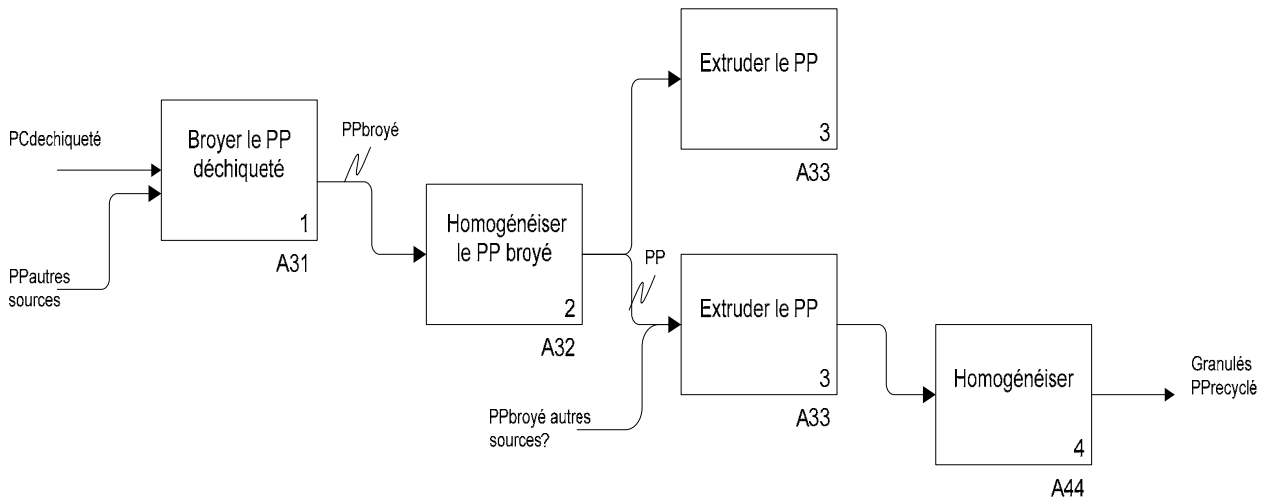 PCdechiqueté
PPautres
sources
Broyer le PP
déchiqueté
1
A31
PPbroyé
Homogénéiser
le PP broyé
2
A32
Extruder le PP
3
A33
PP
PPbroyé autres
sources?
Extruder le PP
3
A33
Homogénéiser
4
A44
Granulés
PPrecyclé